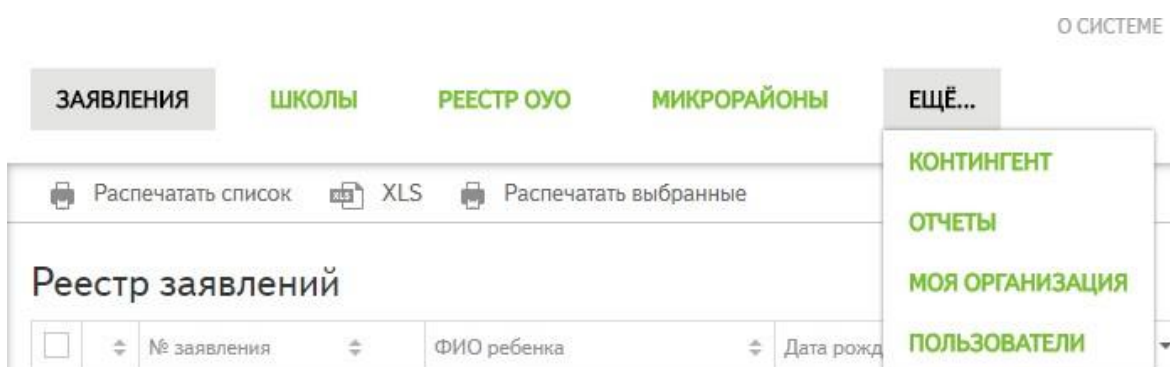 О СИСТЕМЕ
ЗАЯВЛЕНИЯ ШКОЛЫ РЕЕСТР ОУО МИКРОРАЙОНЫ ЕЩЁ...
КОНТИНГЕНТ
Распечатать список XLS XLS Распечатать выбранные
ОТЧЕТЫ
Реестр заявлений
МОЯ ОРГАНИЗАЦИЯ
№ заявления ФИО ребенка Дата рожд
ПОЛЬЗОВАТЕЛИ